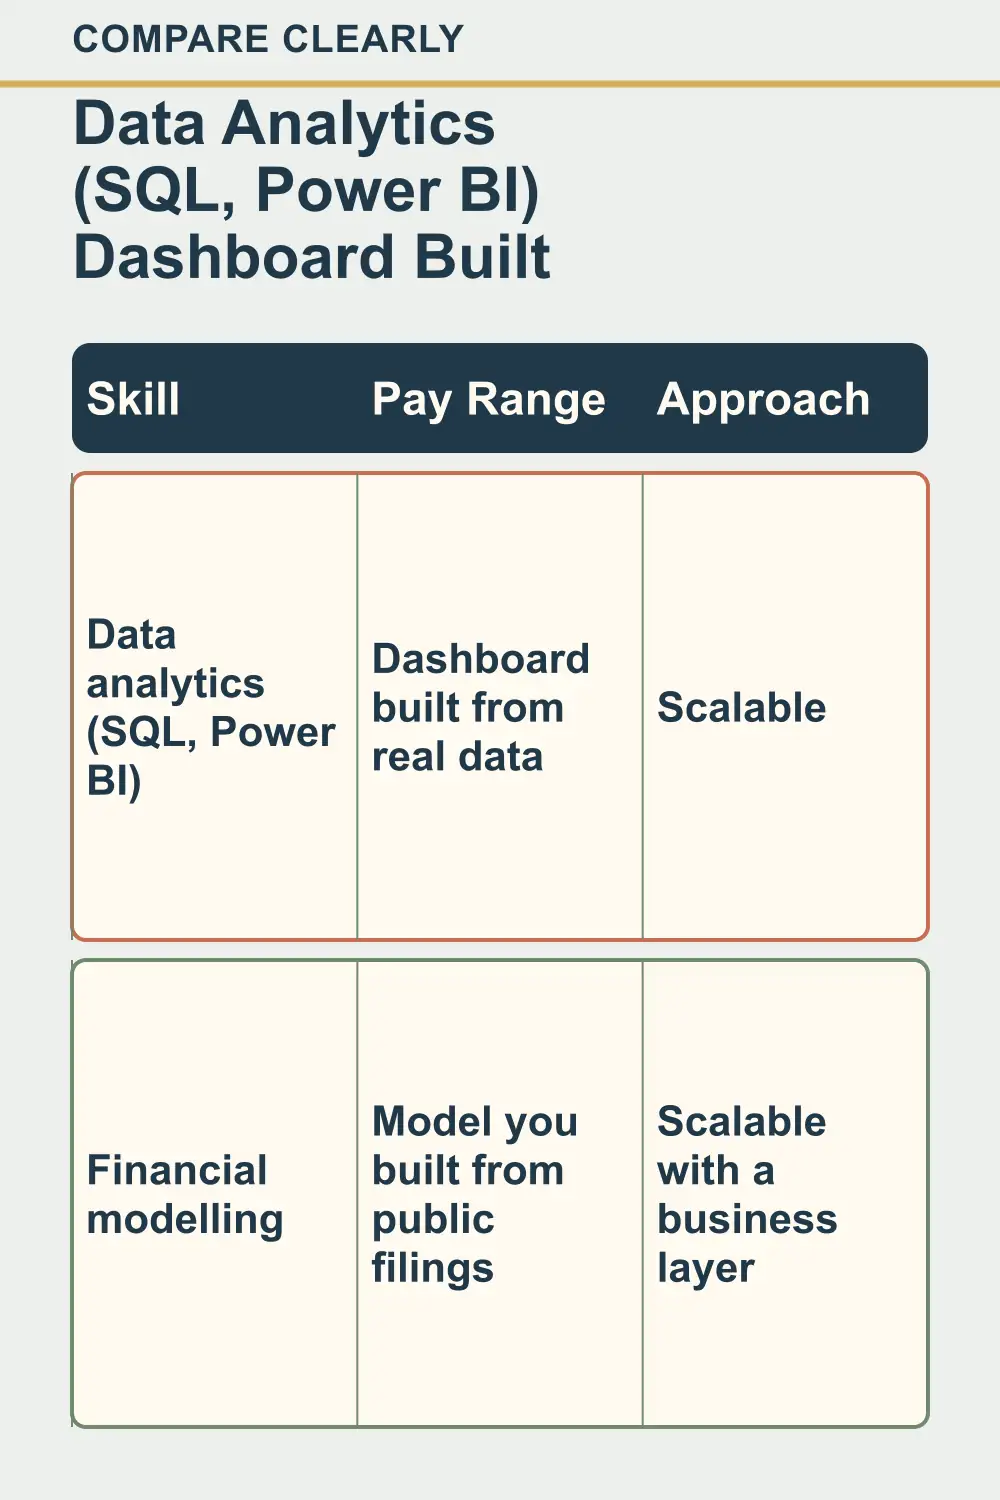 COMPARE CLEARLY
Data Analytics
(SQL, Power BI)
Dashboard Built
Skill
Pay Range
Approach
Data
analytics
(SQL, Power
BI)
Dashboard
built from
real data
Scalable
Financial
modelling
Model you
built from
public
filings
Scalable
with a
business
layer